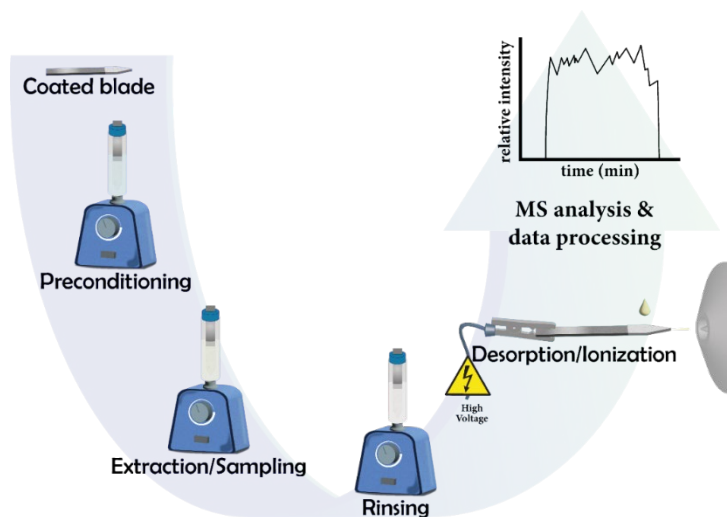 Coated blade
Preconditioning
Extraction/Sampling
Rinsing
High
Voltage
Desorption/Ionization
MS analysis &
data processing
relative intensity
time (min)